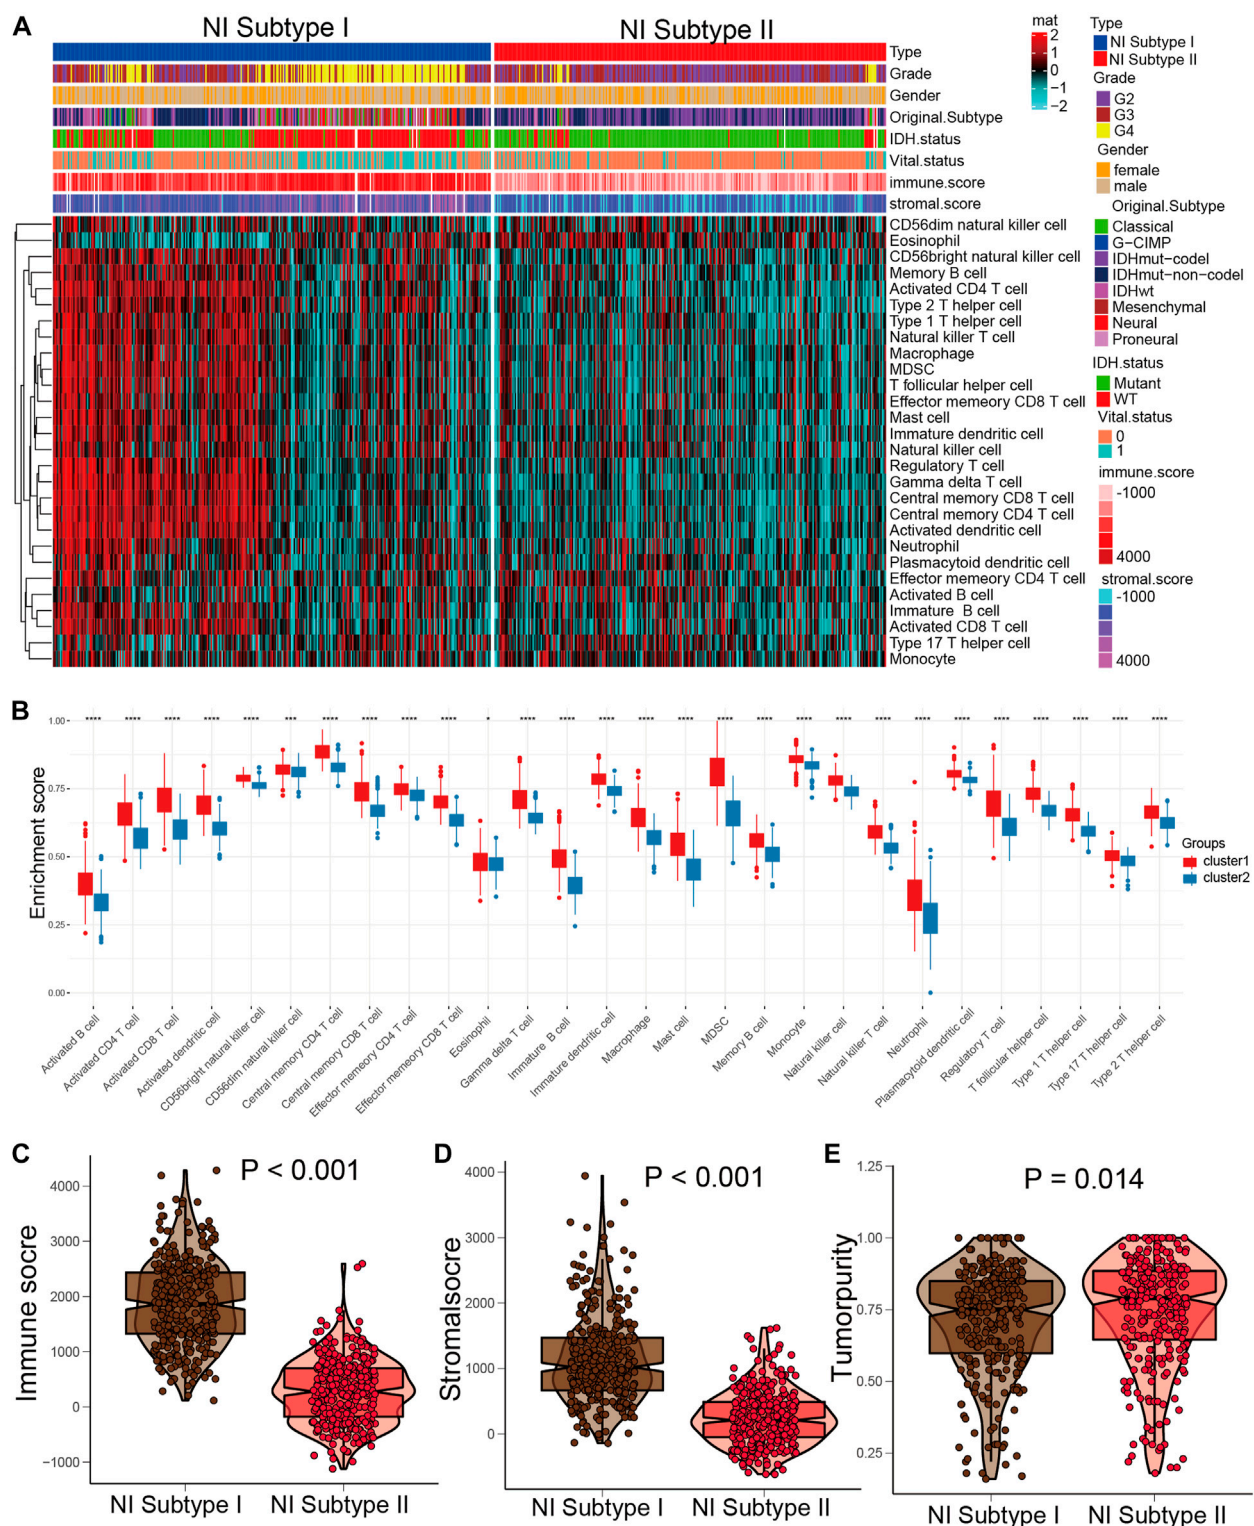 A
NI Subtype I
NI Subtype II
Type
Grade
Gender
Original.Subtype
IDH.status
Vital.status
immune.score
stromal.score
CD56dim natural killer cell
Eosinophil
CD56bright natural killer cell
Memory B cell
Activated CD4 T cell
Type 2 T helper cell
Type 1 T helper cell
Natural killer T cell
Macrophage
MDSC
T follicular helper cell
Effector memeory CD8 T cell
Mast cell
Immature dendritic cell
Natural killer cell
Regulatory T cell
Gamma delta T cell
Central memory CD8 T cell
Central memory CD4 T cell
Activated dendritic cell
Neutrophil
Plasmacytoid dendritic cell
Effector memeory CD4 T cell
Activated B cell
Immature B cell
Activated CD8 T cell
Type 17 T helper cell
Monocyte
mat
2
1
0
-1
-2
Type
NI Subtype I
NI Subtype II
Grade
G2
G3
G4
Gender
female
male
Original.Subtype
Classical
G-CIMP
IDHmut-codel
IDHmut-non-codel
IDHwt
Mesenchymal
Neural
Proneural
IDH.status
Mutant
WT
Vital.status
0
1
immune.score
-1000
4000
stromal.score
-1000
4000
B
**** **** **** **** **** *** **** **** **** **** * **** **** **** **** **** **** **** **** **** **** **** **** **** **** **** **** ****
Enrichment score
1.00
0.75
0.50
0.25
0.00
Activated B cell
Activated CD4 T cell
Activated CD8 T cell
Activated dendritic cell
CD56bright natural killer cell
CD56dim natural killer cell
Central memory CD4 T cell
Central memory CD8 T cell
Effector memeory CD4 T cell
Effector memeory CD8 T cell
Eosinophil
Gamma delta T cell
Immature B cell
Immature dendritic cell
Macrophage
Mast cell
MDSC
Memory B cell
Monocyte
Natural killer cell
Natural killer T cell
Neutrophil
Plasmacytoid dendritic cell
Regulatory T cell
T follicular helper cell
Type 1 T helper cell
Type 17 T helper cell
Type 2 T helper cell
Groups
cluster1
cluster2
C
P < 0.001
Immune socre
4000
3000
2000
1000
0
-1000
NI Subtype I
NI Subtype II
D
P < 0.001
Stromalsocre
4000
3000
2000
1000
0
NI Subtype I
NI Subtype II
E
P = 0.014
Tumorpurity
1.25
1.00
0.75
0.50
0.25
NI Subtype I
NI Subtype II